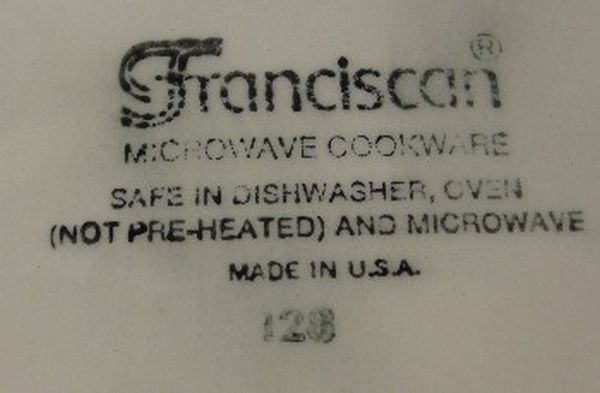 Franciscan®
MICROWAVE COOKWARE
SAFE IN DISHWASHER, OVEN
(NOT PRE-HEATED) AND MICROWAVE
MADE IN U.S.A.
128